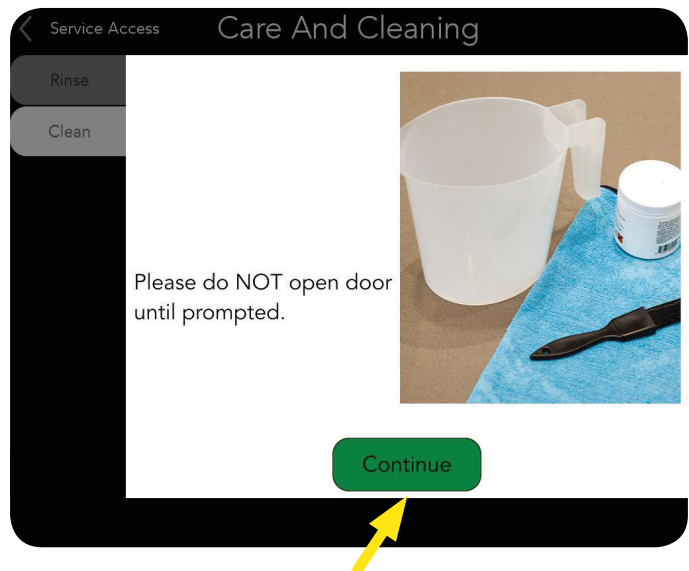 Service Access
Care And Cleaning
Rinse
Clean
Please do NOT open door
until prompted.
Continue